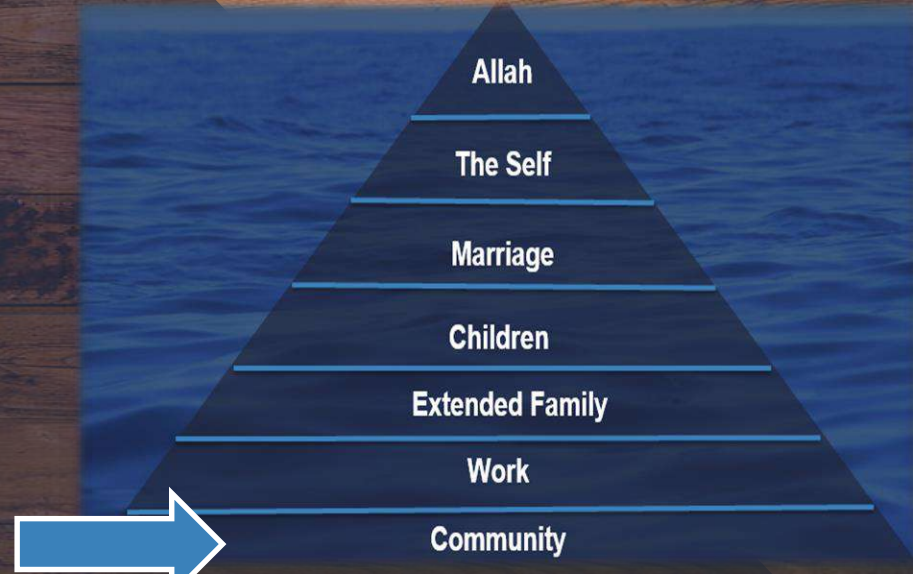 Allah
The Self
Marriage
Children
Extended Family
Work
Community